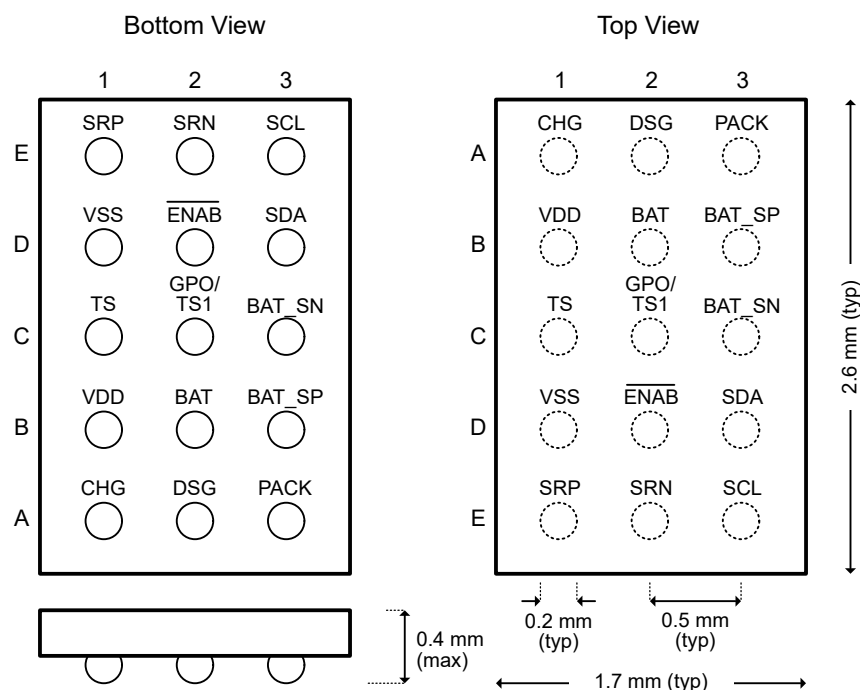 Bottom View
1 2 3
E
SRP SRN SCL
D
VSS ENAB SDA
C
TS GPO/
TS1 BAT_SN
B
VDD BAT BAT_SP
A
CHG DSG PACK
0.4 mm
(max)
Top View
1 2 3
A
CHG DSG PACK
B
VDD BAT BAT_SP
C
TS GPO/
TS1 BAT_SN
D
VSS ENAB SDA
E
SRP SRN SCL
2.6 mm (typ)
0.2 mm
(typ)
0.5 mm
(typ)
1.7 mm (typ)